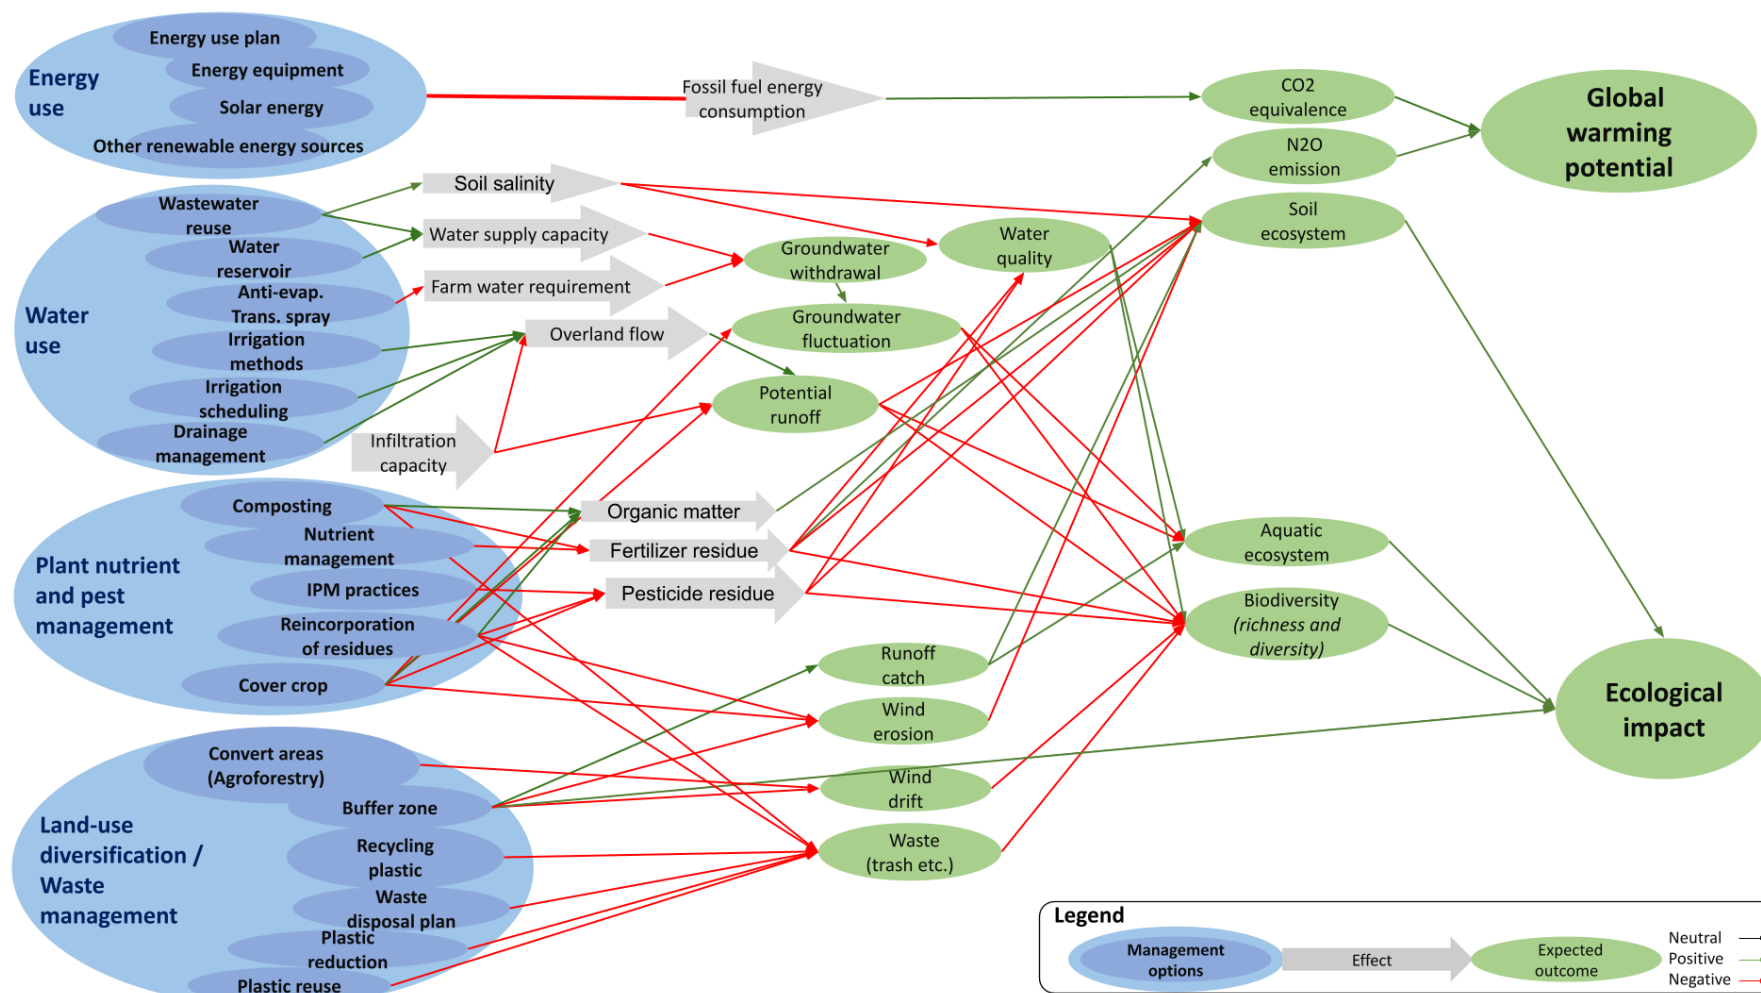 Energy use plan
Energy equipment
Solar energy
Other renewable energy sources
Energy
use
Fossil fuel energy
consumption
CO2
equivalence
N2O
emission
Global
warming
potential
Wastewater
reuse
Water
reservoir
Anti-evap.
Trans. spray
Irrigation
methods
Irrigation
scheduling
Drainage
management
Water
use
Soil salinity
Water supply capacity
Farm water requirement
Overland flow
Infiltration
capacity
Groundwater
withdrawal
Groundwater
fluctuation
Potential
runoff
Water
quality
Soil
ecosystem
Composting
Nutrient
management
IPM practices
Reincorporation
of residues
Cover crop
Plant nutrient
and pest
management
Organic matter
Fertilizer residue
Pesticide residue
Aquatic
ecosystem
Biodiversity
(richness and
diversity)
Runoff
catch
Wind
erosion
Wind
drift
Waste
(trash etc.)
Ecological
impact
Convert areas
(Agroforestry)
Buffer zone
Recycling
plastic
Waste
disposal plan
Plastic
reduction
Plastic reuse
Land-use
diversification /
Waste
management
Legend
Management
options
Effect
Expected
outcome
Neutral
Positive
Negative